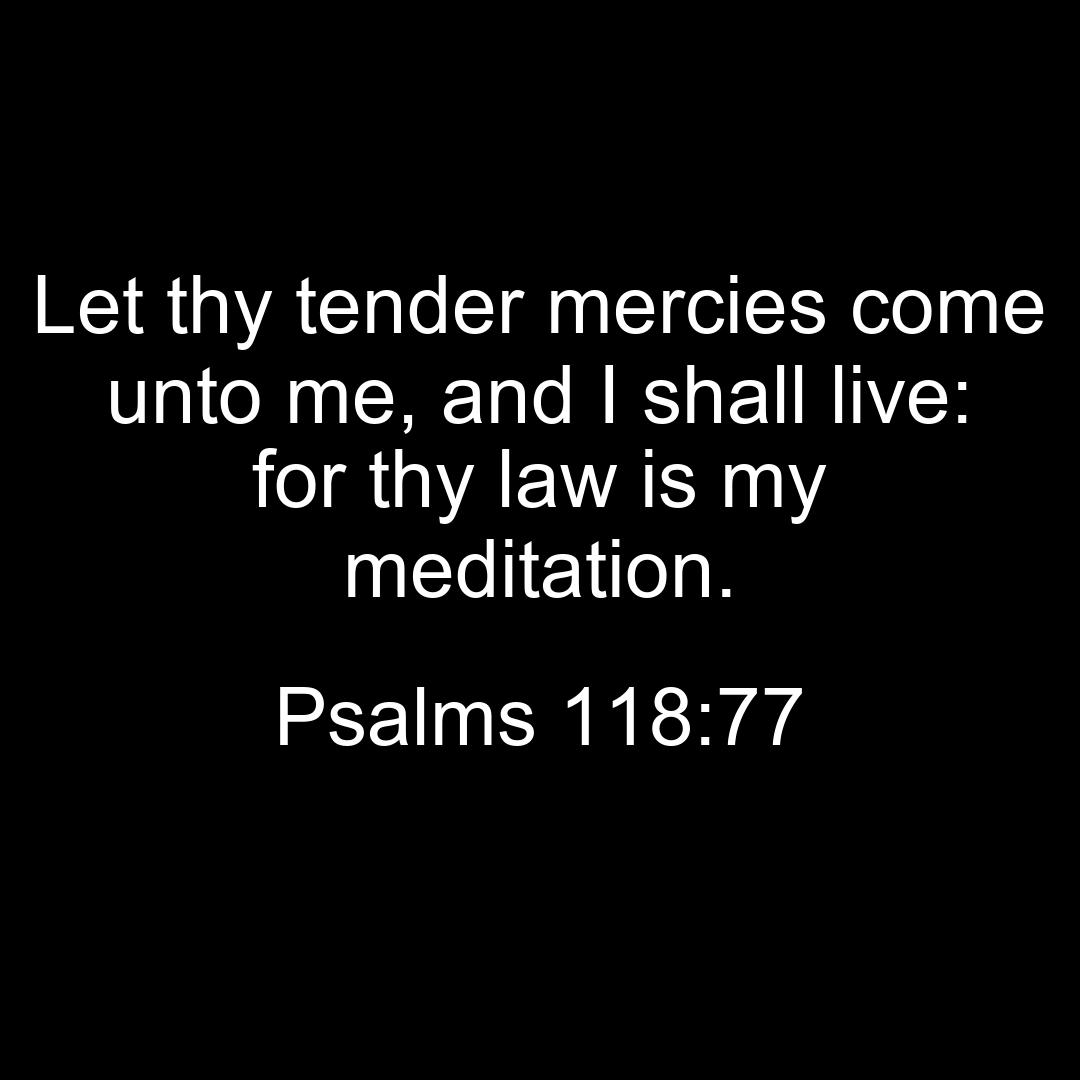 Let thy tender mercies come
unto me, and I shall live:
for thy law is my
meditation.
Psalms 118:77